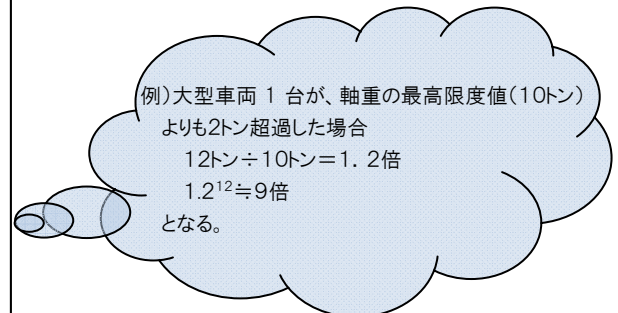 例)大型車両 1 台が、軸重の最高限度値(10トン)
よりも2トン超過した場合
12トン÷10トン=1. 2倍
1.2¹²≒9倍
となる。